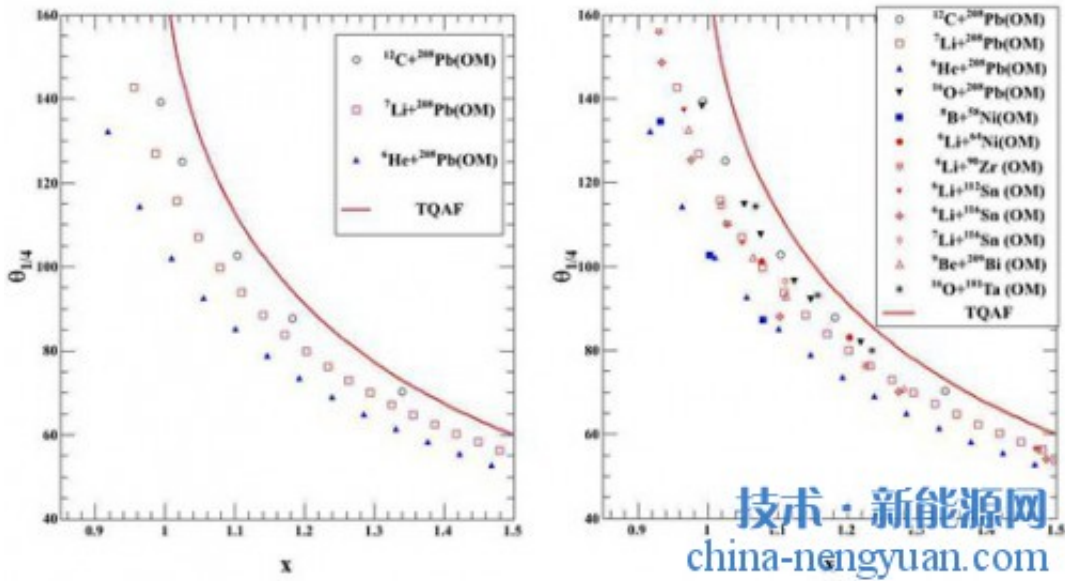 160
140
120
100
80
60
40
θ1/4
¹²C+²⁰⁸Pb(OM)
⁷Li+²⁰⁸Pb(OM)
⁶He+²⁰⁸Pb(OM)
TQAF
0.9 1 1.1 1.2 1.3 1.4 1.5
x
160
140
120
100
80
60
40
θ1/4
¹²C+²⁰⁸Pb(OM)
⁷Li+²⁰⁸Pb(OM)
⁶He+²⁰⁸Pb(OM)
¹⁶O+²⁰⁸Pb(OM)
⁸B+⁵⁸Ni(OM)
⁶Li+⁶⁴Ni(OM)
⁶Li+⁹⁰Zr (OM)
⁶Li+¹¹²Sn (OM)
⁶Li+¹¹⁶Sn (OM)
⁷Li+¹¹⁶Sn (OM)
⁹Be+²⁰⁹Bi (OM)
¹⁶O+¹⁸¹Ta (OM)
TQAF
0.9 1 1.1 1.2 1.3 1.4 1.5
x
技术·新能源网
china-nengyuan.com